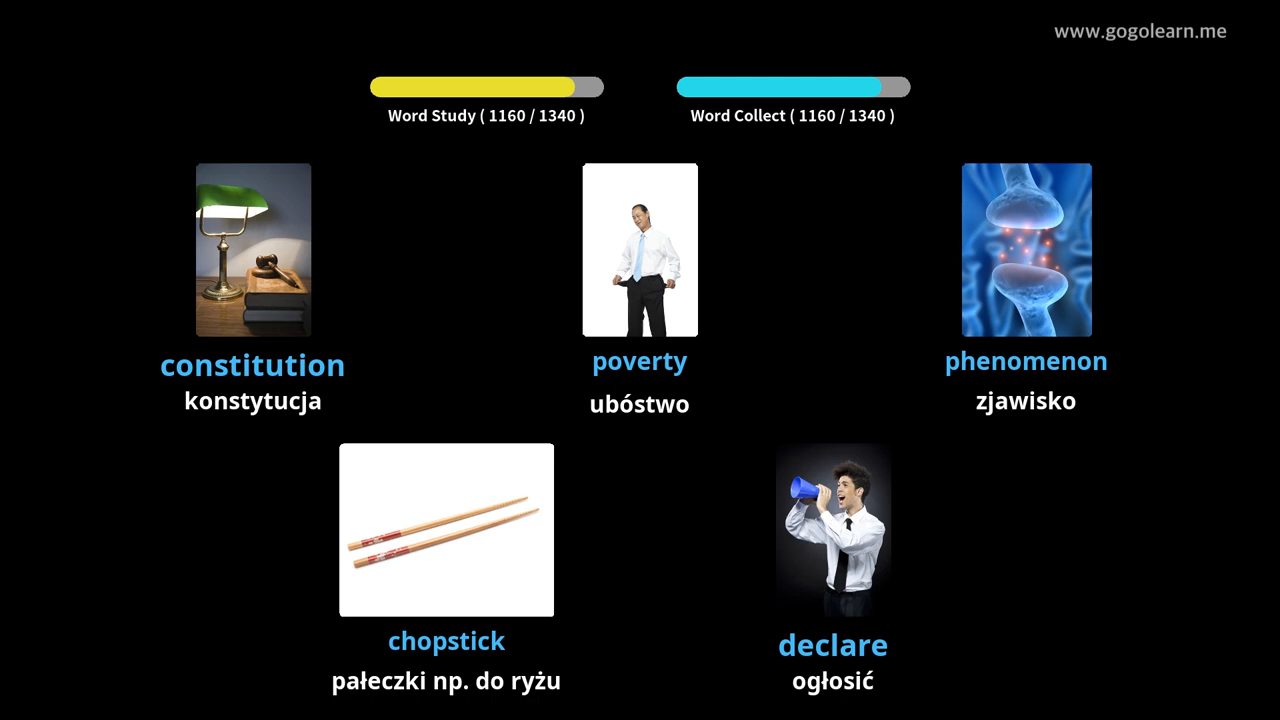 www.gogolearn.me
Word Study ( 1160 / 1340 )
Word Collect ( 1160 / 1340 )
constitution
konstytucja
poverty
ubóstwo
phenomenon
zjawisko
chopstick
pałeczki np. do ryżu
declare
ogłosić